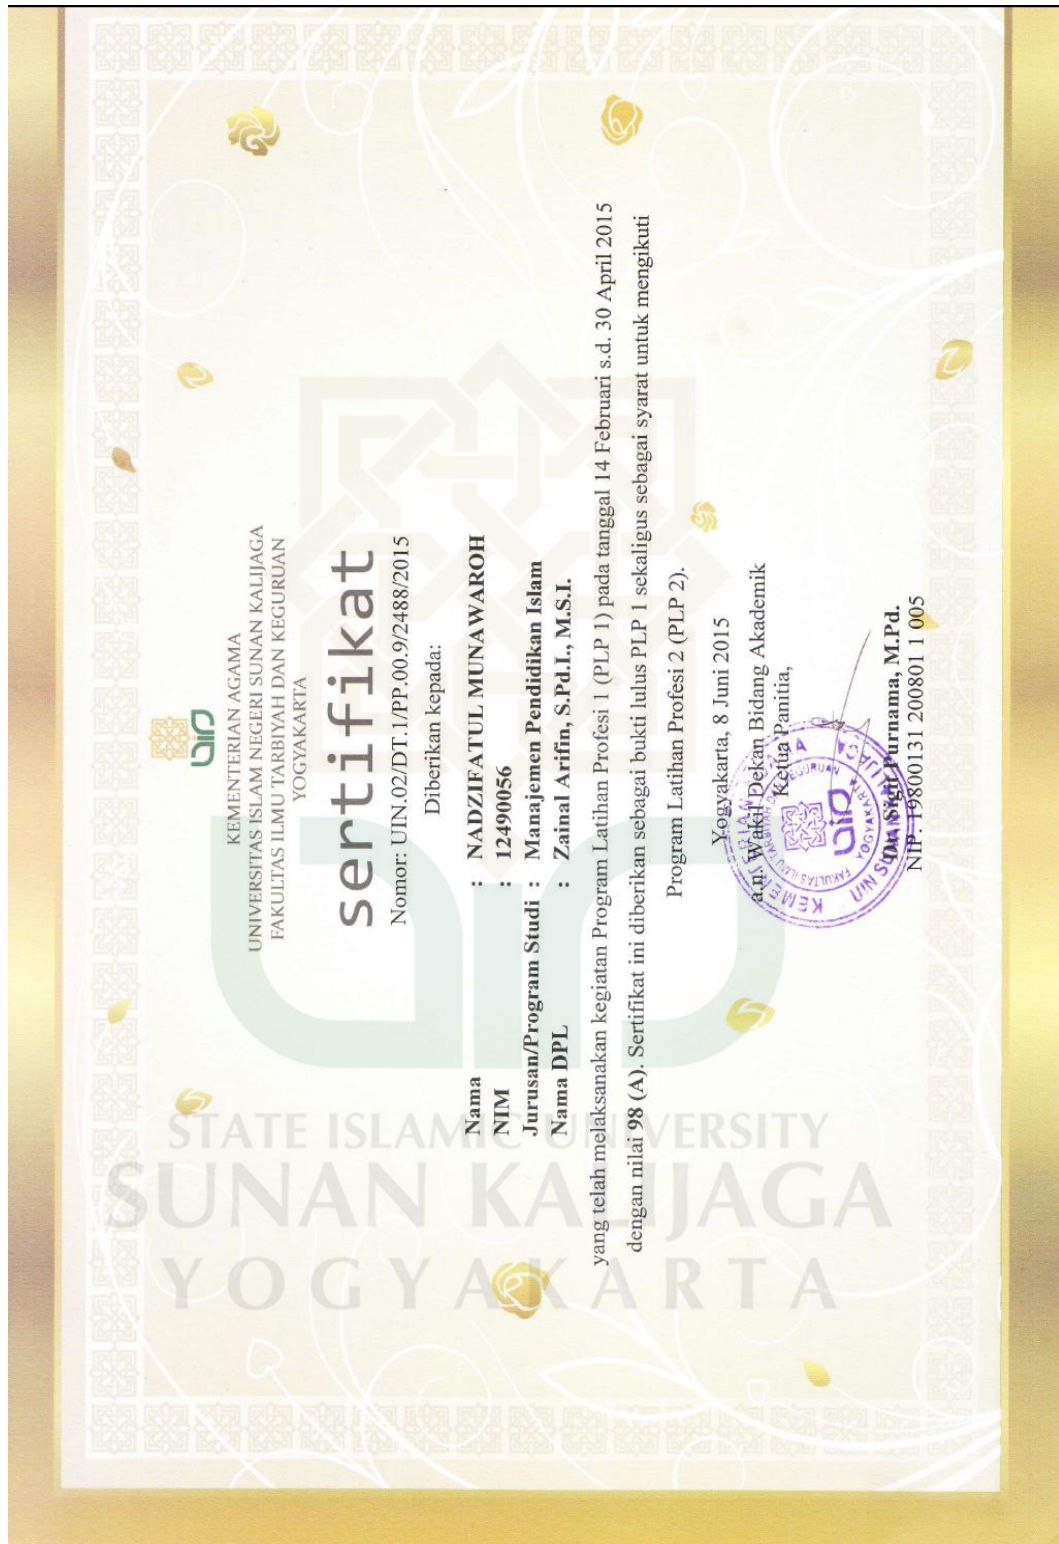 KEMENTERIAN AGAMA
UNIVERSITAS ISLAM NEGERI SUNAN KALIJAGA
FAKULTAS ILMU TARBIYAH DAN KEGURUAN
YOGYAKARTA
sertifikat
Nomor: UIN.02/DT.1/PP.00.9/2488/2015
Diberikan kepada:
Nama : NADZIFATUL MUNAWAROH
NIM : 12490056
Jurusan/Program Studi : Manajemen Pendidikan Islam
Nama DPL : Zainal Arifin, S.Pd.I., M.S.I.
yang telah melaksanakan kegiatan Program Latihan Profesi 1 (PLP 1) pada tanggal 14 Februari s.d. 30 April 2015
dengan nilai 98 (A). Sertifikat ini diberikan sebagai bukti lulus PLP 1 sekaligus sebagai syarat untuk mengikuti
Program Latihan Profesi 2 (PLP 2).
Yogyakarta, 8 Juni 2015
a.n. Wakil Dekan Bidang Akademik
Ketua Panitia,
Dr. Sigit Purnama, M.Pd.
NIP. 19800131 200801 1 005
STATE ISLAMIC UNIVERSITY
SUNAN KALIJAGA
YOGYAKARTA